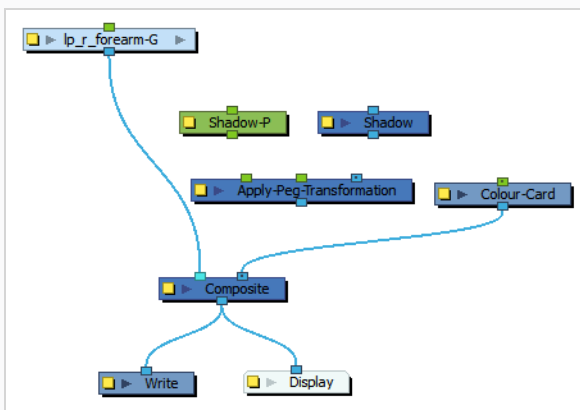 lp_r_forearm-G
Shadow-P
Shadow
Apply-Peg-Transformation
Colour-Card
Composite
Write
Display